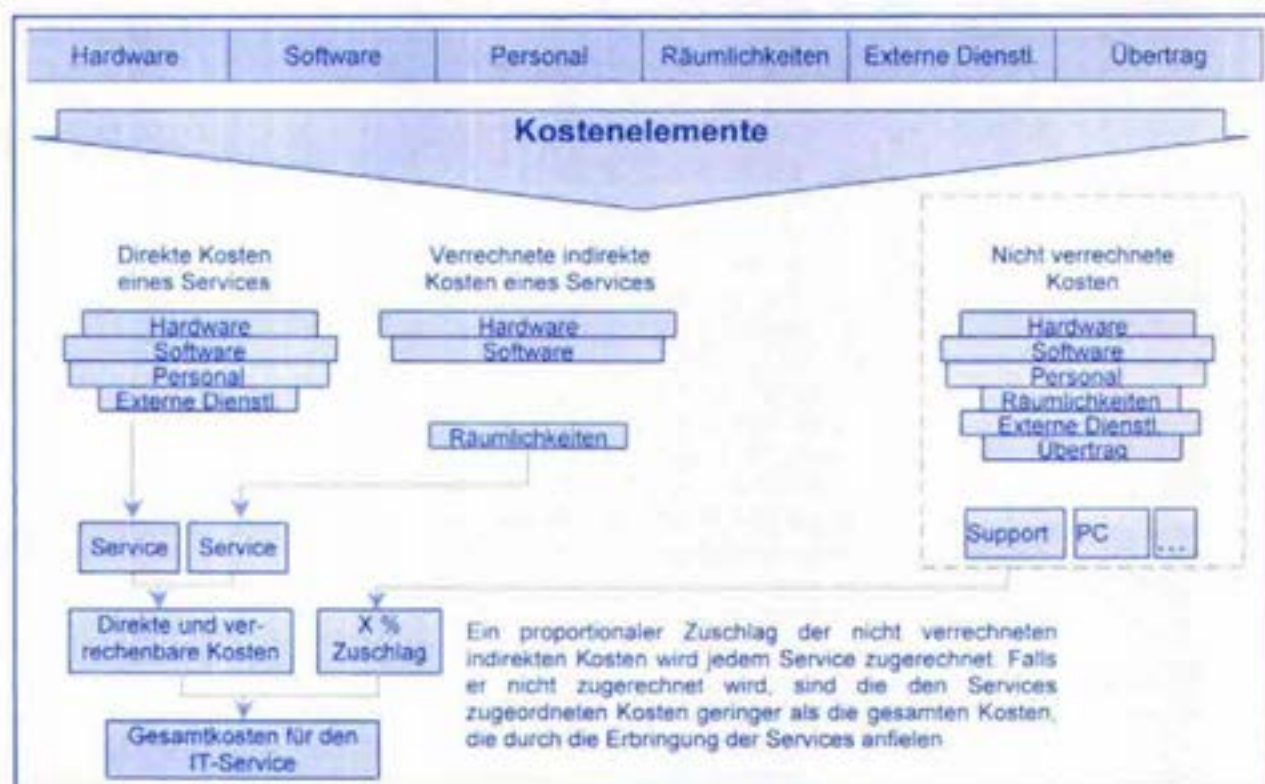 Hardware Software Personal Räumlichkeiten Externe Dienstl. Übertrag
Kostenelemente
Direkte Kosten
eines Services
Hardware
Software
Personal
Externe Dienstl.
Verrechnete indirekte
Kosten eines Services
Hardware
Software
Räumlichkeiten
Nicht verrechnete
Kosten
Hardware
Software
Personal
Räumlichkeiten
Externe Dienstl.
Übertrag
Service Service
Support PC ...
Direkte und ver-
rechenbare Kosten
X %
Zuschlag
Ein proportionaler Zuschlag der nicht verrechneten
indirekten Kosten wird jedem Service zugerechnet. Falls
er nicht zugerechnet wird, sind die den Services
zugeordneten Kosten geringer als die gesamten Kosten,
die durch die Erbringung der Services anfielen
Gesamtkosten für den
IT-Service